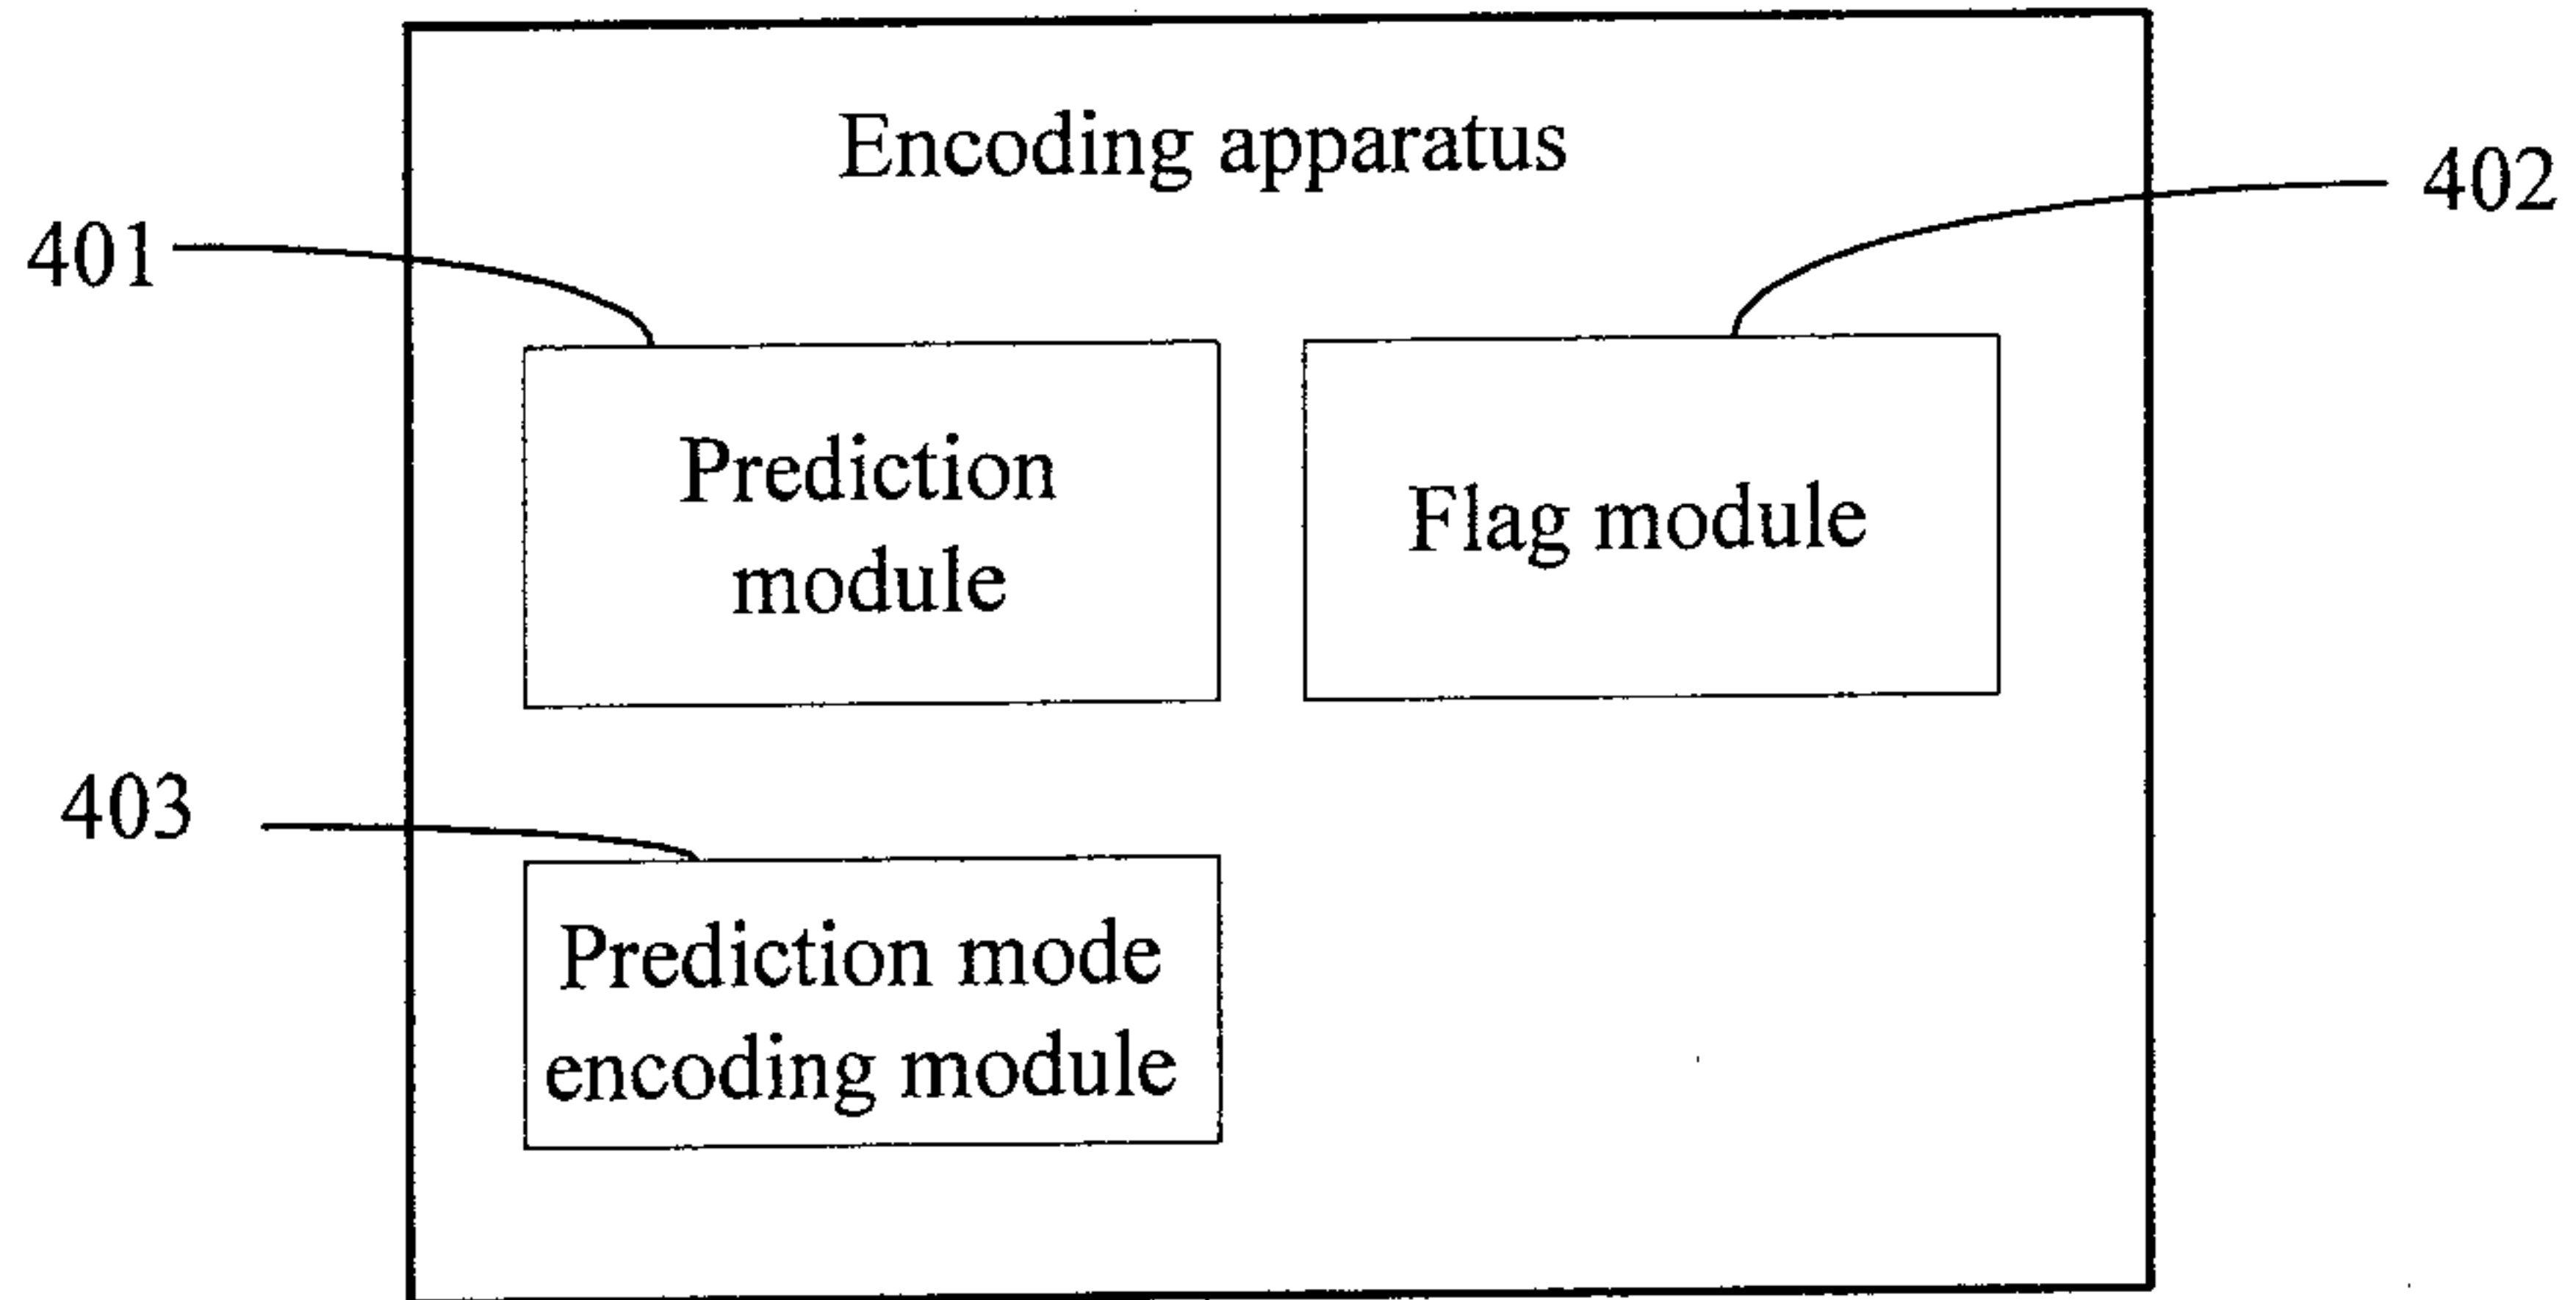 Encoding apparatus
402
401
Prediction
module
Flag module
403
Prediction mode
encoding module